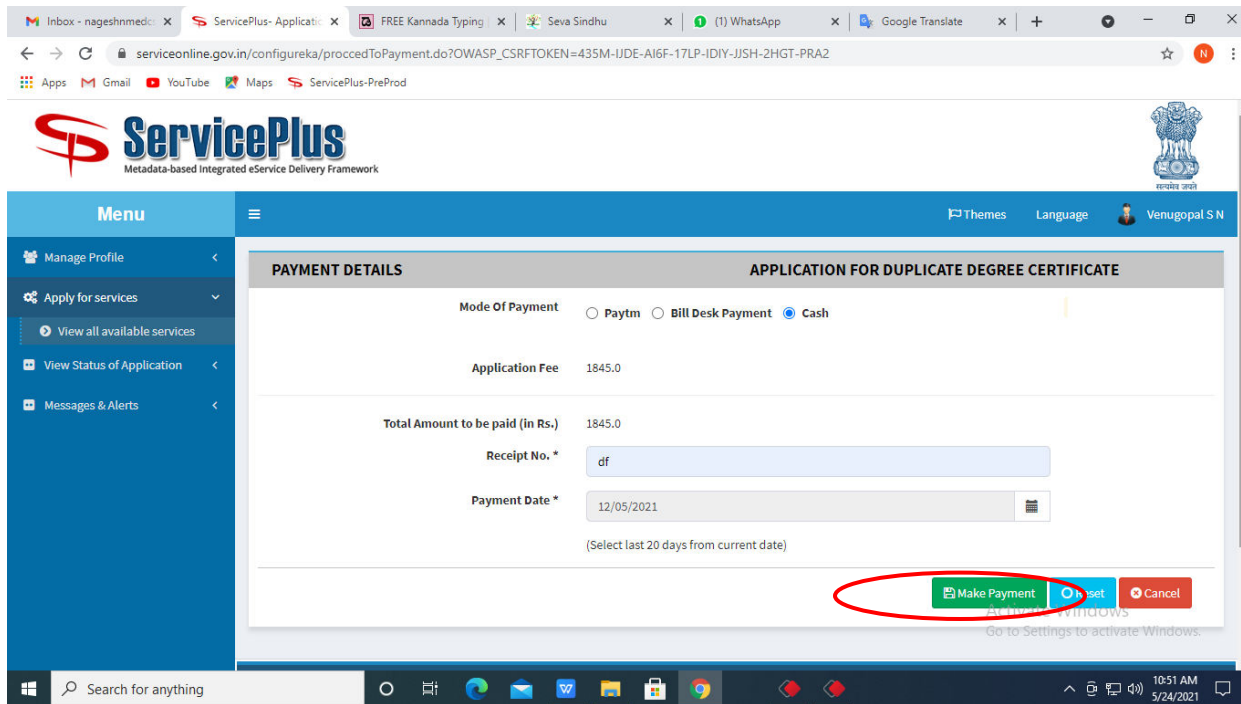 Inbox - nageshnmedc
ServicePlus- Applicatio
FREE Kannada Typing
Seva Sindhu
(1) WhatsApp
Google Translate
serviceonline.gov.in/configureka/proccedToPayment.do?OWASP_CSRFTOKEN=435M-IJDE-AI6F-17LP-IDIY-JJSH-2HGT-PRA2
N
Apps Gmail YouTube Maps ServicePlus-PreProd
ServicePlus
Metadata-based Integrated eService Delivery Framework
सत्यमेव जयते
Menu
Themes Language Venugopal S N
Manage Profile
Apply for services
View all available services
View Status of Application
Messages & Alerts
PAYMENT DETAILS APPLICATION FOR DUPLICATE DEGREE CERTIFICATE
Mode Of Payment Paytm Bill Desk Payment Cash
Application Fee 1845.0
Total Amount to be paid (in Rs.) 1845.0
Receipt No. * df
Payment Date * 12/05/2021
(Select last 20 days from current date)
Make Payment Reset Cancel
Activate Windows
Go to Settings to activate Windows.
Search for anything
10:51 AM
5/24/2021